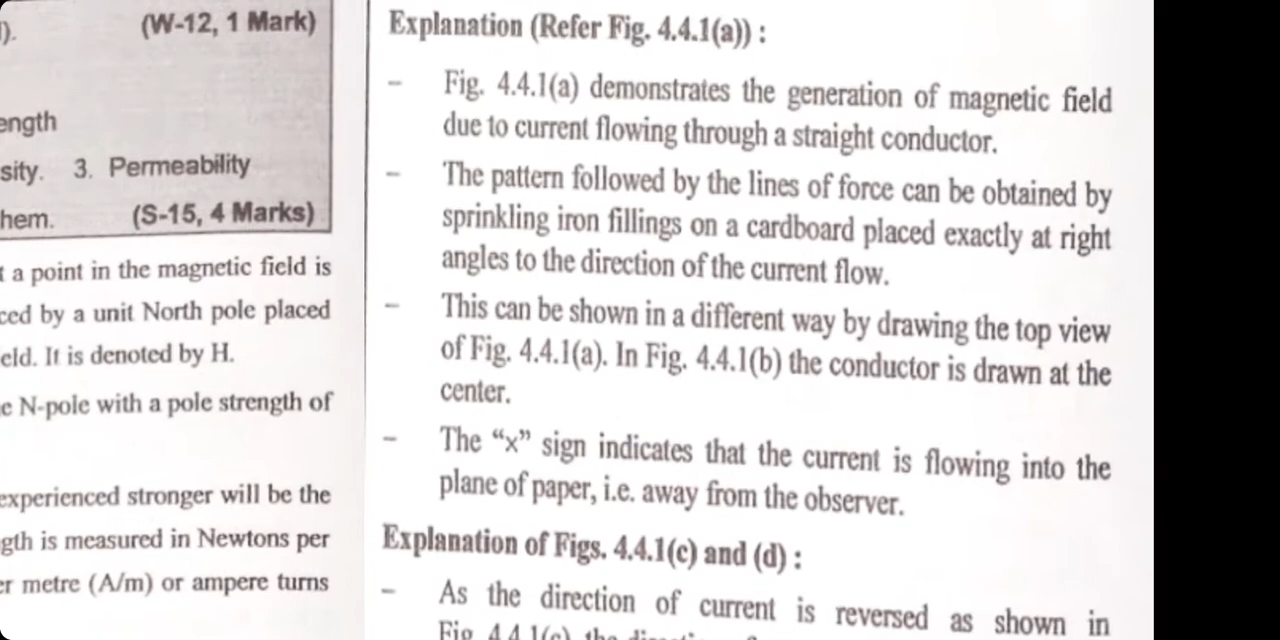 ).
(W-12, 1 Mark)
ength
sity. 3. Permeability
hem. (S-15, 4 Marks)
a point in the magnetic field is
ced by a unit North pole placed
eld. It is denoted by H.
e N-pole with a pole strength of
experienced stronger will be the
gth is measured in Newtons per
er metre (A/m) or ampere turns
Explanation (Refer Fig. 4.4.1(a)) :
– Fig. 4.4.1(a) demonstrates the generation of magnetic field
due to current flowing through a straight conductor.
– The pattern followed by the lines of force can be obtained by
sprinkling iron fillings on a cardboard placed exactly at right
angles to the direction of the current flow.
– This can be shown in a different way by drawing the top view
of Fig. 4.4.1(a). In Fig. 4.4.1(b) the conductor is drawn at the
center.
– The “x” sign indicates that the current is flowing into the
plane of paper, i.e. away from the observer.
Explanation of Figs. 4.4.1(c) and (d) :
– As the direction of current is reversed as shown in
Fig. 4.4.1(c) the